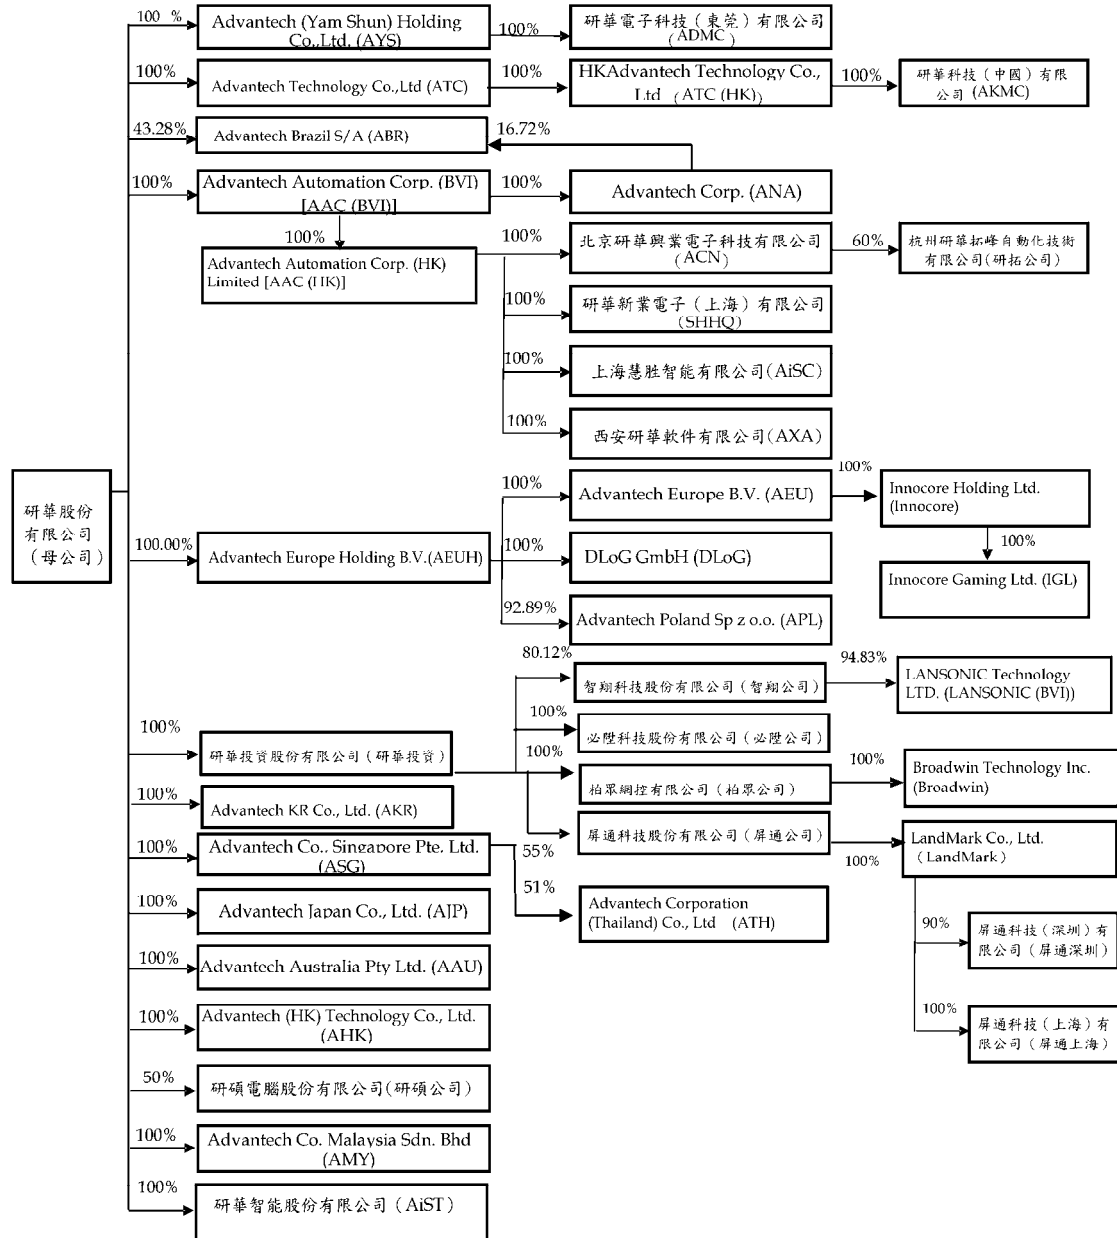 100 %
Advantech (Yam Shun) Holding
Co.,Ltd. (AYS)
100%
研華電子科技（東莞）有限公司
(ADMC)
100%
Advantech Technology Co.,Ltd (ATC)
100%
HKAdvantech Technology Co.,
Ltd (ATC (HK)）
100%
研華科技（中國）有限
公司 (AKMC)
43.28%
Advantech Brazil S/A (ABR)
16.72%
100%
Advantech Automation Corp. (BVI)
[AAC (BVI)]
100%
Advantech Corp. (ANA)
100%
Advantech Automation Corp. (HK)
Limited [AAC (HK)]
100%
北京研華興業電子科技有限公司
(ACN)
60%
杭州研華拓峰自動化技術
有限公司(研拓公司)
100%
研華新業電子（上海）有限公司
(SHHQ)
100%
上海慧胜智能有限公司(AiSC)
100%
西安研華軟件有限公司(AXA)
研華股份
有限公司
（母公司）
100.00%
Advantech Europe Holding B.V.(AEUH)
100%
Advantech Europe B.V. (AEU)
100%
Innocore Holding Ltd.
(Innocore)
100%
Innocore Gaming Ltd. (IGL)
100%
DLoG GmbH (DLoG)
92.89%
Advantech Poland Sp z o.o. (APL)
100%
研華投資股份有限公司（研華投資）
80.12%
智翔科技股份有限公司（智翔公司）
94.83%
LANSONIC Technology
LTD. (LANSONIC (BVI))
100%
必陞科技股份有限公司（必陞公司）
100%
柏眾網控有限公司（柏眾公司）
100%
Broadwin Technology Inc.
(Broadwin)
55%
屏通科技股份有限公司（屏通公司）
100%
LandMark Co., Ltd.
（LandMark）
90%
屏通科技（深圳）有
限公司（屏通深圳）
100%
屏通科技（上海）有
限公司（屏通上海）
100%
Advantech KR Co., Ltd. (AKR)
100%
Advantech Co., Singapore Pte, Ltd.
(ASG)
51%
Advantech Corporation
(Thailand) Co., Ltd (ATH)
100%
Advantech Japan Co., Ltd. (AJP)
100%
Advantech Australia Pty Ltd. (AAU)
100%
Advantech (HK) Technology Co., Ltd.
(AHK)
50%
研碩電腦股份有限公司(研碩公司）
100%
Advantech Co. Malaysia Sdn. Bhd
(AMY)
100%
研華智能股份有限公司（AiST）